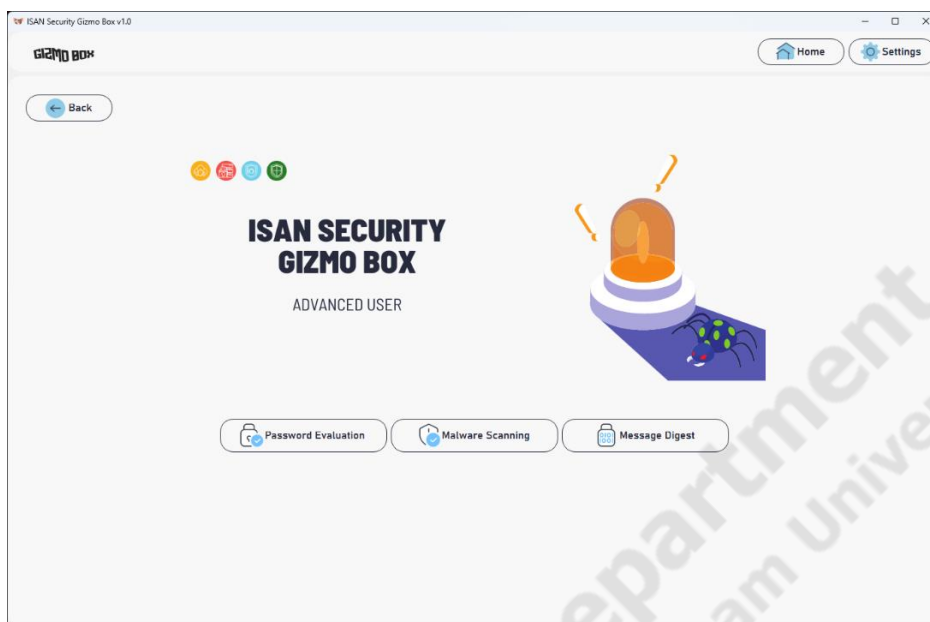 ISAN Security Gizmo Box v1.0
GIZMO BOX
Home
Settings
Back
ISAN SECURITY
GIZMO BOX
ADVANCED USER
Password Evaluation
Malware Scanning
Message Digest